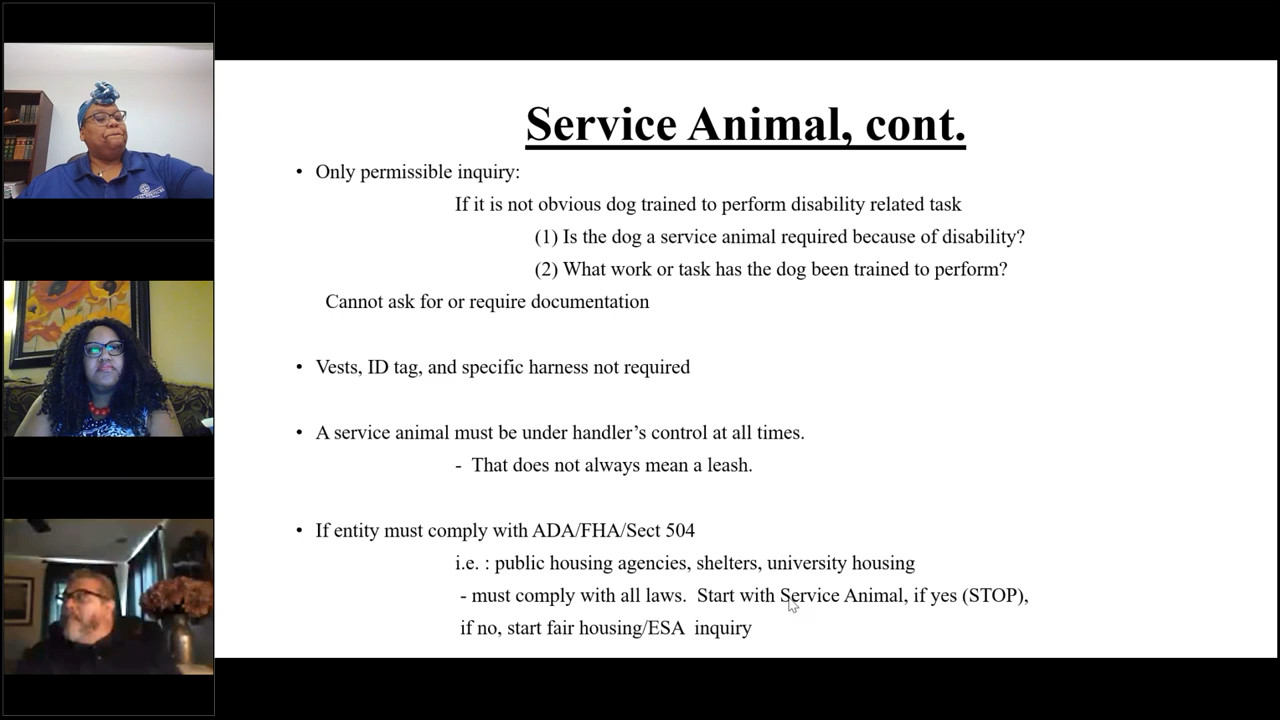 Service Animal, cont.
• Only permissible inquiry:
If it is not obvious dog trained to perform disability related task
(1) Is the dog a service animal required because of disability?
(2) What work or task has the dog been trained to perform?
Cannot ask for or require documentation
• Vests, ID tag, and specific harness not required
• A service animal must be under handler’s control at all times.
- That does not always mean a leash.
• If entity must comply with ADA/FHA/Sect 504
i.e. : public housing agencies, shelters, university housing
- must comply with all laws.  Start with Service Animal, if yes (STOP),
if no, start fair housing/ESA  inquiry